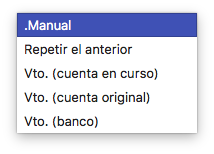 .Manual
Repetir el anterior
Vto. (cuenta en curso)
Vto. (cuenta original)
Vto. (banco)